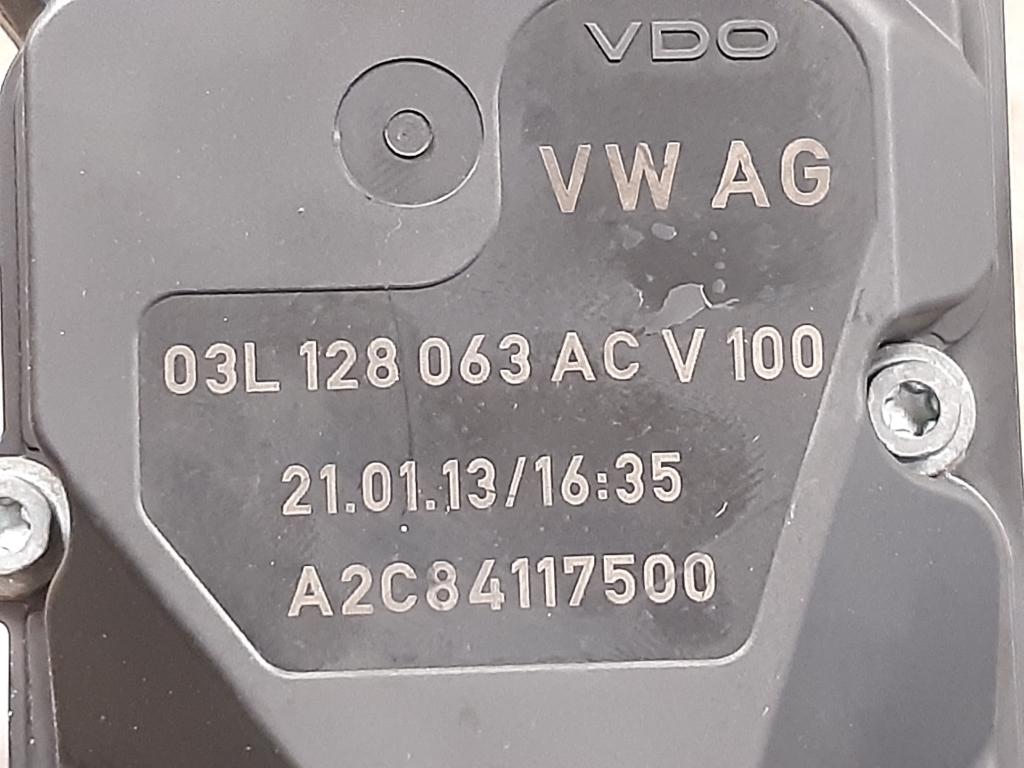 VDO
VW AG
03L 128 063 AC V 100
21.01.13/16:35
A2C84117500